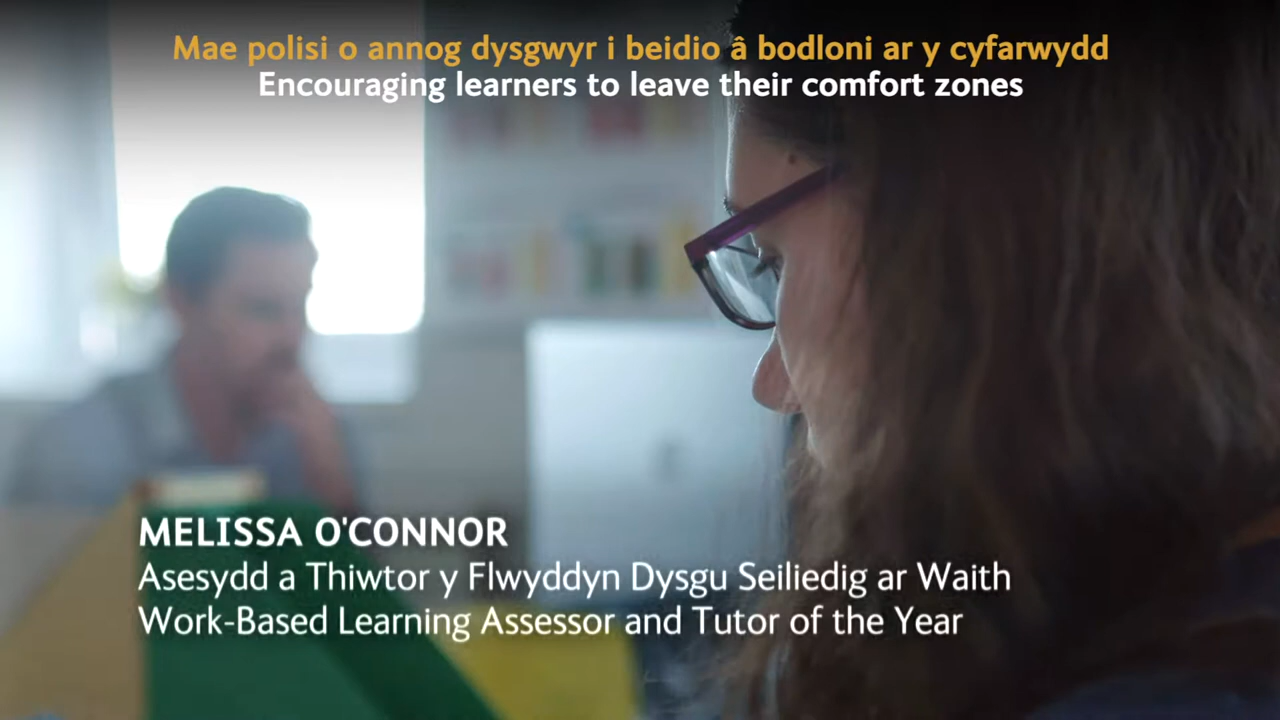 Mae polisi o annog dysgwyr i beidio â bodloni ar y cyfarwydd
Encouraging learners to leave their comfort zones
MELISSA O'CONNOR
Asesydd a Thiwtor y Flwyddyn Dysgu Seiliedig ar Waith
Work-Based Learning Assessor and Tutor of the Year